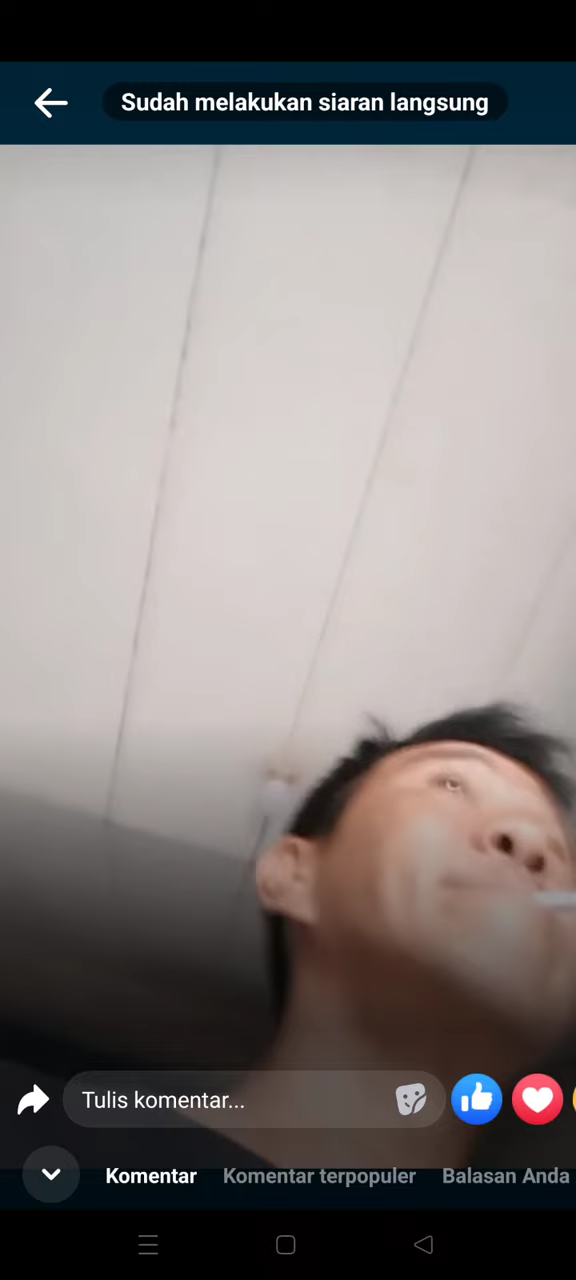 Sudah melakukan siaran langsung
Tulis komentar...
Komentar Komentar terpopuler Balasan Anda